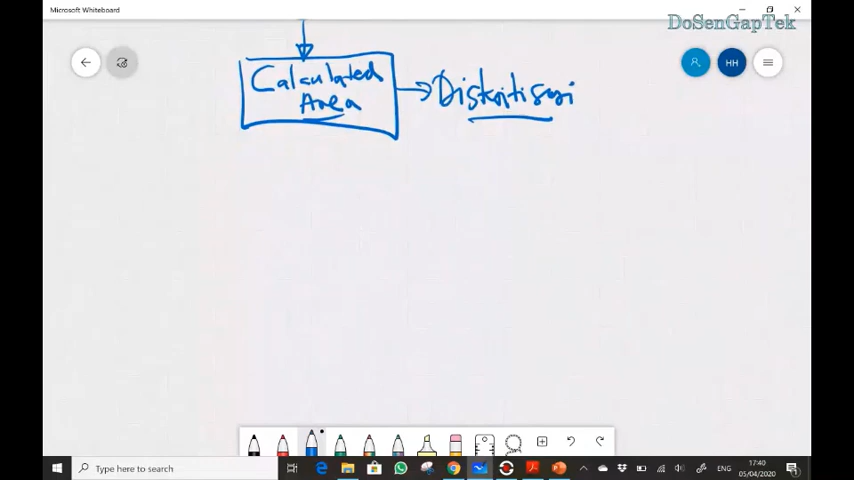 Microsoft Whiteboard
DoSenGapTek
HH
Calculated
Area
Diskritisasi
Type here to search
ENG
17:40
05/04/2020